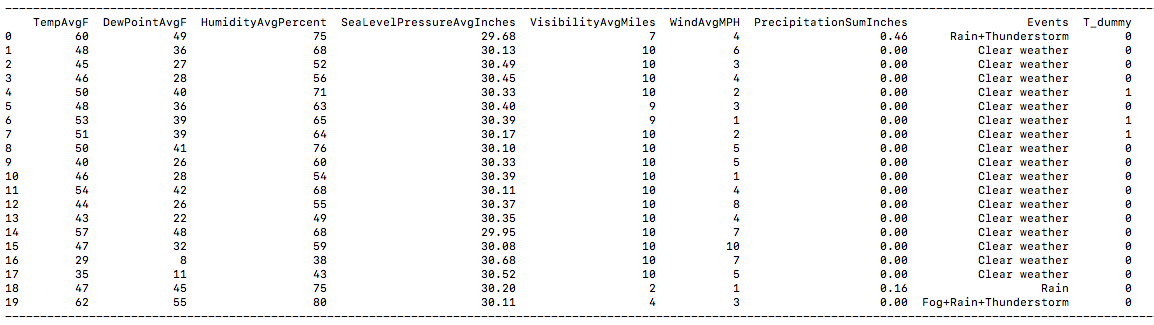 TempAvgF DewPointAvgF HumidityAvgPercent SeaLevelPressureAvgInches VisibilityAvgMiles WindAvgMPH PrecipitationSumInches Events T_dummy
0 60 49 75 29.68 7 4 0.46 Rain+Thunderstorm 0
1 48 36 68 30.13 10 6 0.00 Clear weather 0
2 45 27 52 30.49 10 3 0.00 Clear weather 0
3 46 28 56 30.45 10 4 0.00 Clear weather 0
4 50 40 71 30.33 10 2 0.00 Clear weather 1
5 48 36 63 30.40 9 3 0.00 Clear weather 0
6 53 39 65 30.39 9 1 0.00 Clear weather 1
7 51 39 64 30.17 10 2 0.00 Clear weather 1
8 50 41 76 30.10 10 5 0.00 Clear weather 0
9 40 26 60 30.33 10 5 0.00 Clear weather 0
10 46 28 54 30.39 10 1 0.00 Clear weather 0
11 54 42 68 30.11 10 4 0.00 Clear weather 0
12 44 26 55 30.37 10 8 0.00 Clear weather 0
13 43 22 49 30.35 10 4 0.00 Clear weather 0
14 57 48 68 29.95 10 7 0.00 Clear weather 0
15 47 32 59 30.08 10 10 0.00 Clear weather 0
16 29 8 38 30.68 10 7 0.00 Clear weather 0
17 35 11 43 30.52 10 5 0.00 Clear weather 0
18 47 45 75 30.20 2 1 0.16 Rain 0
19 62 55 80 30.11 4 3 0.00 Fog+Rain+Thunderstorm 0